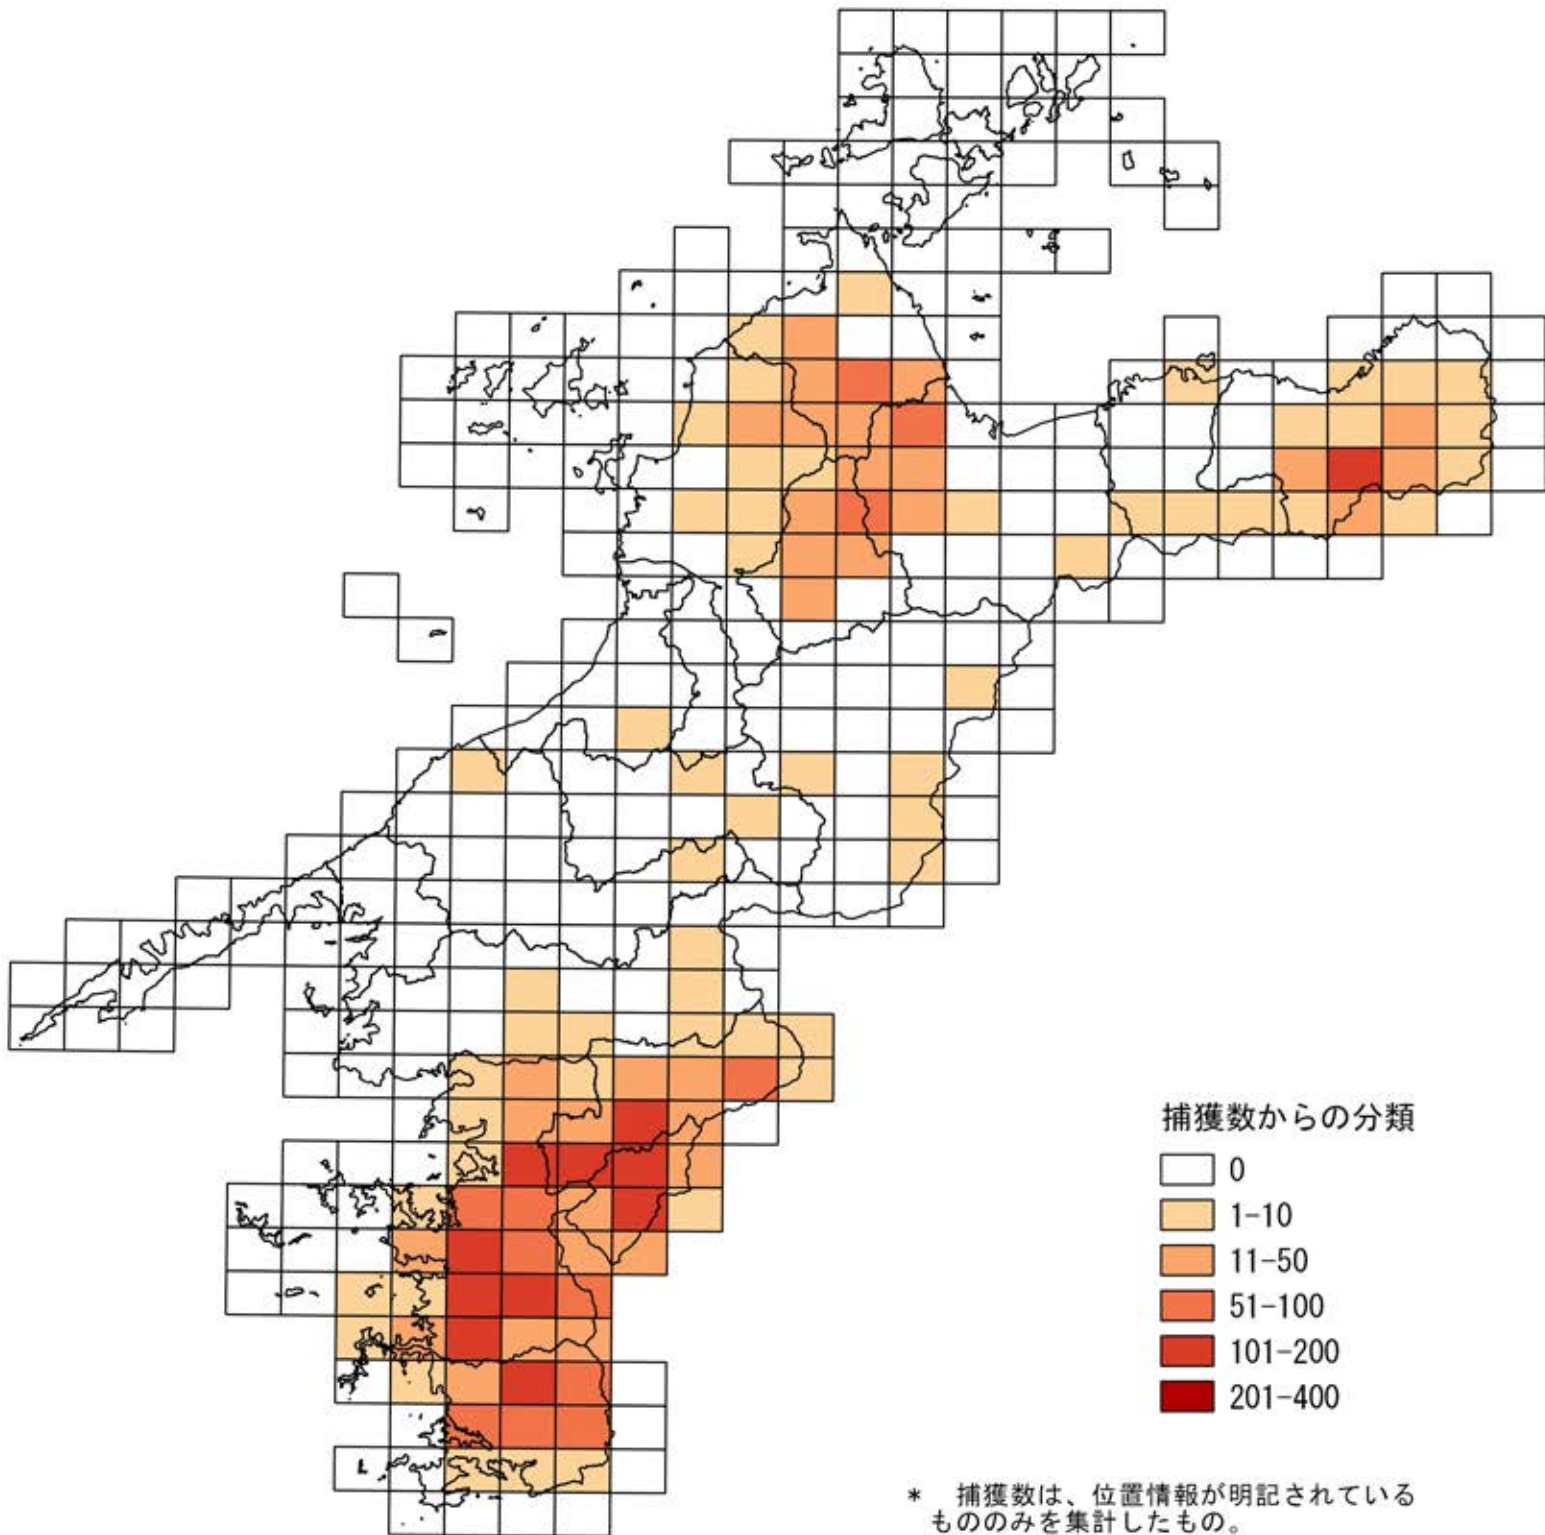 捕獲数からの分類
0
1-10
11-50
51-100
101-200
201-400
* 捕獲数は、位置情報が明記されている
もののみを集計したもの。